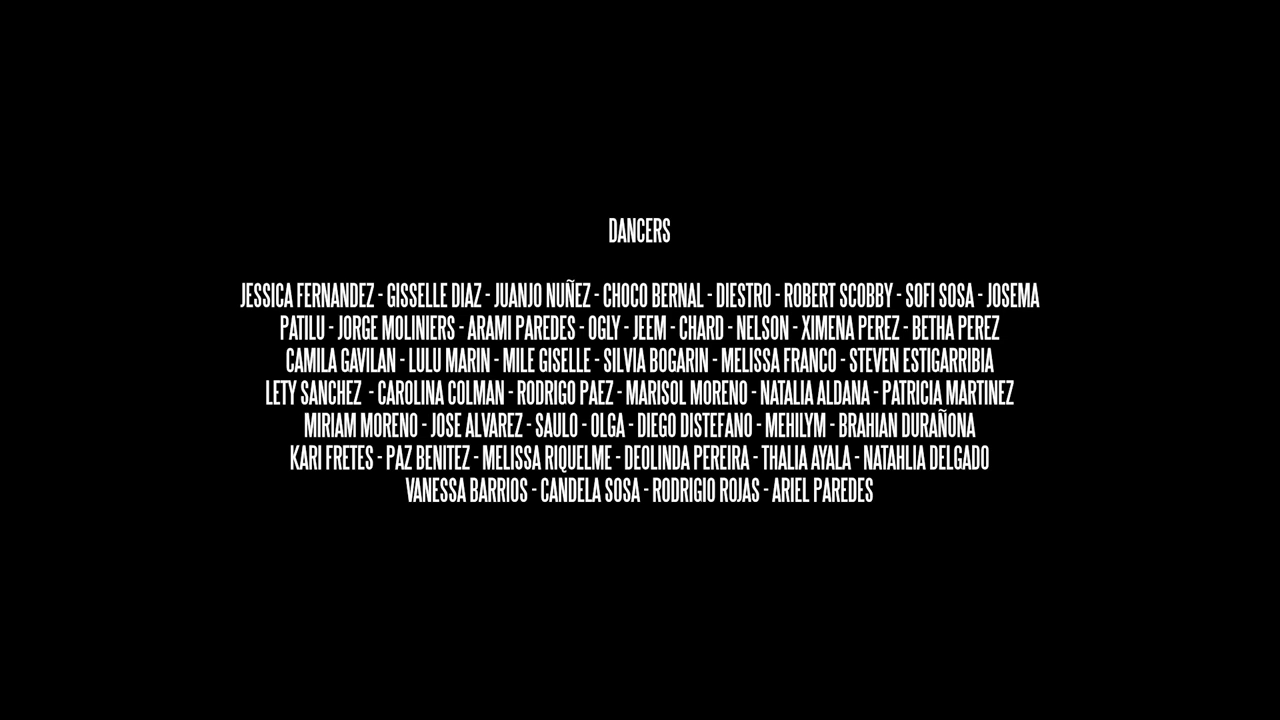 DANCERS
JESSICA FERNANDEZ - GISSELLE DIAZ - JUANJO NUÑEZ - CHOCO BERNAL - DIESTRO - ROBERT SCOBBY - SOFI SOSA - JOSEMA
PATILU - JORGE MOLINIERS - ARAMI PAREDES - OGLY - JEEM - CHARD - NELSON - XIMENA PEREZ - BETHA PEREZ
CAMILA GAVILAN - LULU MARIN - MILE GISELLE - SILVIA BOGARIN - MELISSA FRANCO - STEVEN ESTIGARRIBIA
LETY SANCHEZ  - CAROLINA COLMAN - RODRIGO PAEZ - MARISOL MORENO - NATALIA ALDANA - PATRICIA MARTINEZ
MIRIAM MORENO - JOSE ALVAREZ - SAULO - OLGA - DIEGO DISTEFANO - MEHILYM - BRAHIAN DURAÑONA
KARI FRETES - PAZ BENITEZ - MELISSA RIQUELME - DEOLINDA PEREIRA - THALIA AYALA - NATAHLIA DELGADO
VANESSA BARRIOS - CANDELA SOSA - RODRIGIO ROJAS - ARIEL PAREDES